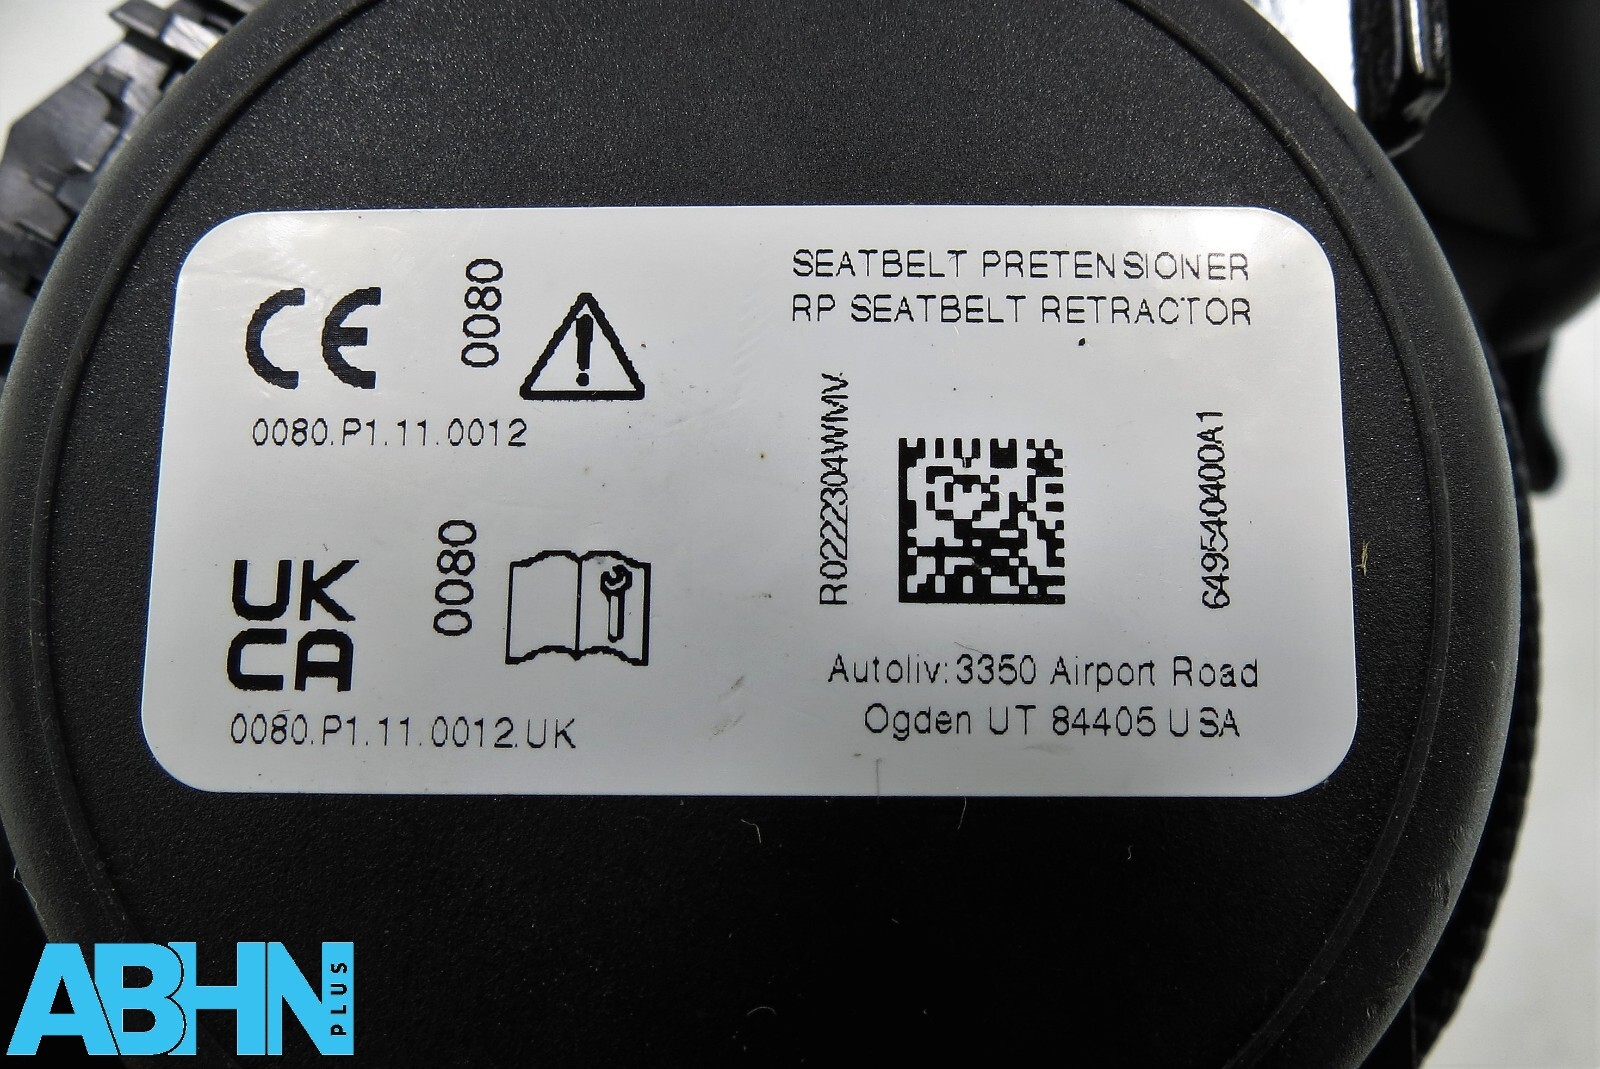 CE
0080
0080.P1.11.0012
UK
CA
0080
0080.P1.11.0012.UK
SEATBELT PRETENSIONER
RP SEATBELT RETRACTOR
R0222304WMV
649540400A1
Autoliv: 3350 Airport Road
Ogden UT 84405 USA
ABHN
PLUS